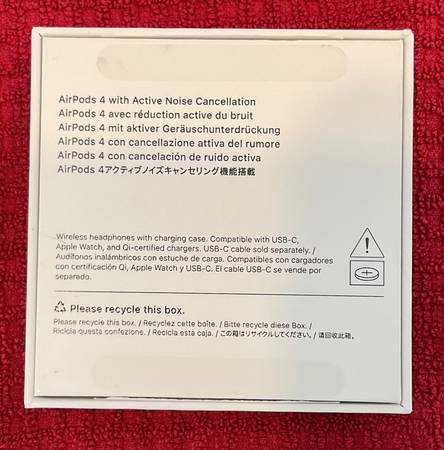 AirPods 4 with Active Noise Cancellation
AirPods 4 avec réduction active du bruit
AirPods 4 mit aktiver Geräuschunterdrückung
AirPods 4 con cancellazione attiva del rumore
AirPods 4 con cancelación de ruido activa
AirPods 4アクティブノイズキャンセリング機能搭載
Wireless headphones with charging case. Compatible with USB-C,
Apple Watch, and Qi-certified chargers. USB-C cable sold separately. /
Audífonos inalámbricos con estuche de carga. Compatibles con cargadores
con certificación Qi, Apple Watch y USB-C. El cable USB-C se vende por
separado.
Please recycle this box.
Please recycle this box. / Recyclez cette boîte. / Bitte recycle diese Box. /
Ricicla questa confezione. / Recicla esta caja. / この箱はリサイクルしてください。/ 请回收此箱。